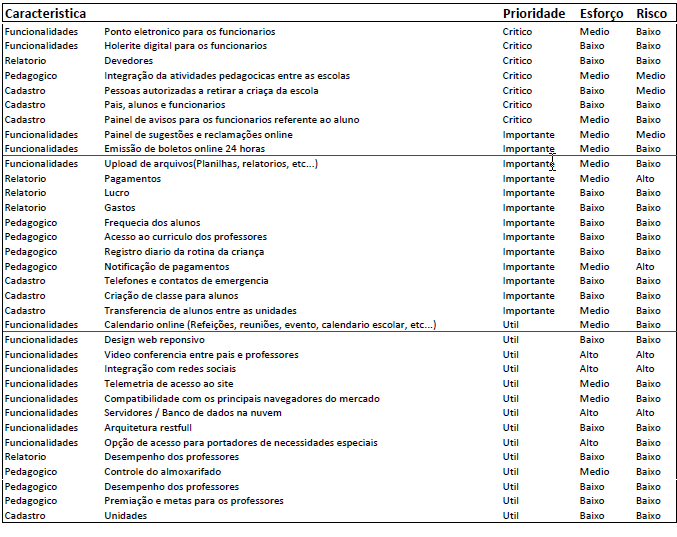 Caracteristica Prioridade Esforço Risco
Funcionalidades Ponto eletronico para os funcionarios Critico Medio Baixo
Funcionalidades Holerite digital para os funcionarios Critico Baixo Baixo
Relatorio Devedores Critico Baixo Baixo
Pedagogico Integração da atividades pedagocicas entre as escolas Critico Medio Medio
Cadastro Pessoas autorizadas a retirar a criaça da escola Critico Baixo Medio
Cadastro Pais, alunos e funcionarios Critico Baixo Baixo
Cadastro Painel de avisos para os funcionarios referente ao aluno Critico Medio Baixo
Funcionalidades Painel de sugestões e reclamações online Importante Medio Medio
Funcionalidades Emissão de boletos online 24 horas Importante Medio Baixo
Funcionalidades Upload de arquivos(Planilhas, relatorios, etc...) Importante Medio Baixo
Relatorio Pagamentos Importante Medio Alto
Relatorio Lucro Importante Baixo Baixo
Relatorio Gastos Importante Baixo Baixo
Pedagogico Frequecia dos alunos Importante Baixo Baixo
Pedagogico Acesso ao curriculo dos professores Importante Baixo Baixo
Pedagogico Registro diario da rotina da criança Importante Baixo Baixo
Pedagogico Notificação de pagamentos Importante Medio Alto
Cadastro Telefones e contatos de emergencia Importante Baixo Baixo
Cadastro Criação de classe para alunos Importante Baixo Baixo
Cadastro Transferencia de alunos entre as unidades Importante Medio Baixo
Funcionalidades Calendario online (Refeições, reuniões, evento, calendario escolar, etc...) Util Medio Baixo
Funcionalidades Design web reponsivo Util Baixo Baixo
Funcionalidades Video conferencia entre pais e professores Util Alto Alto
Funcionalidades Integração com redes sociais Util Alto Alto
Funcionalidades Telemetria de acesso ao site Util Medio Baixo
Funcionalidades Compatibilidade com os principais navegadores do mercado Util Medio Baixo
Funcionalidades Servidores / Banco de dados na nuvem Util Alto Alto
Funcionalidades Arquitetura restfull Util Baixo Baixo
Funcionalidades Opção de acesso para portadores de necessidades especiais Util Alto Baixo
Relatorio Desempenho dos professores Util Baixo Baixo
Pedagogico Controle do almoxarifado Util Medio Baixo
Pedagogico Desempenho dos professores Util Baixo Baixo
Pedagogico Premiação e metas para os professores Util Baixo Baixo
Cadastro Unidades Util Baixo Baixo